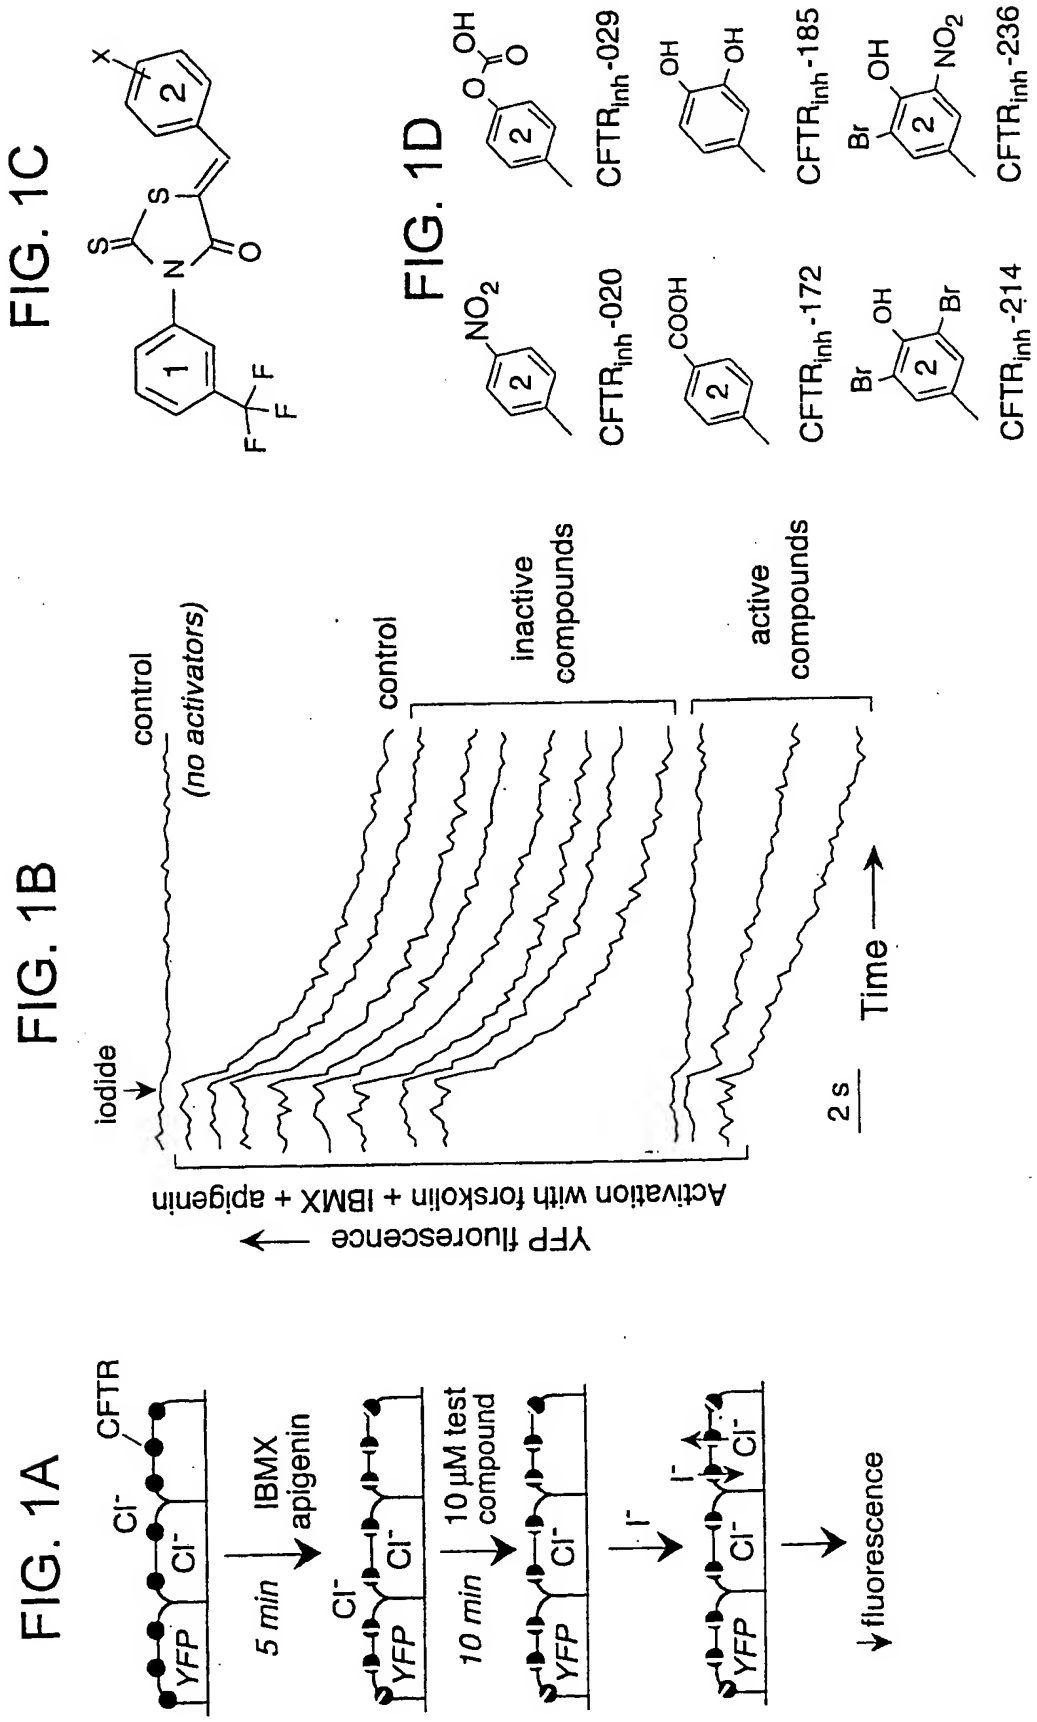 FIG. 1A
Cl⁻
CFTR
YFP
Cl⁻
5 min
IBMX
apigenin
Cl⁻
YFP
Cl⁻
10 min
10 μM test
compound
YFP
Cl⁻
I⁻
YFP
Cl⁻
I⁻
Cl⁻
↓ fluorescence
FIG. 1B
iodide
control
(no activators)
YFP fluorescence
Activation with forskolin + IBMX + apigenin
control
inactive
compounds
active
compounds
2 s
Time
FIG. 1C
S
S
N
O
1
2
X
F
F
F
FIG. 1D
2
NO₂
CFTRinh-020
2
O
OH
O
CFTRinh-029
2
COOH
CFTRinh-172
OH
OH
CFTRinh-185
Br
OH
2
Br
CFTRinh-214
Br
OH
2
NO₂
CFTRinh-236